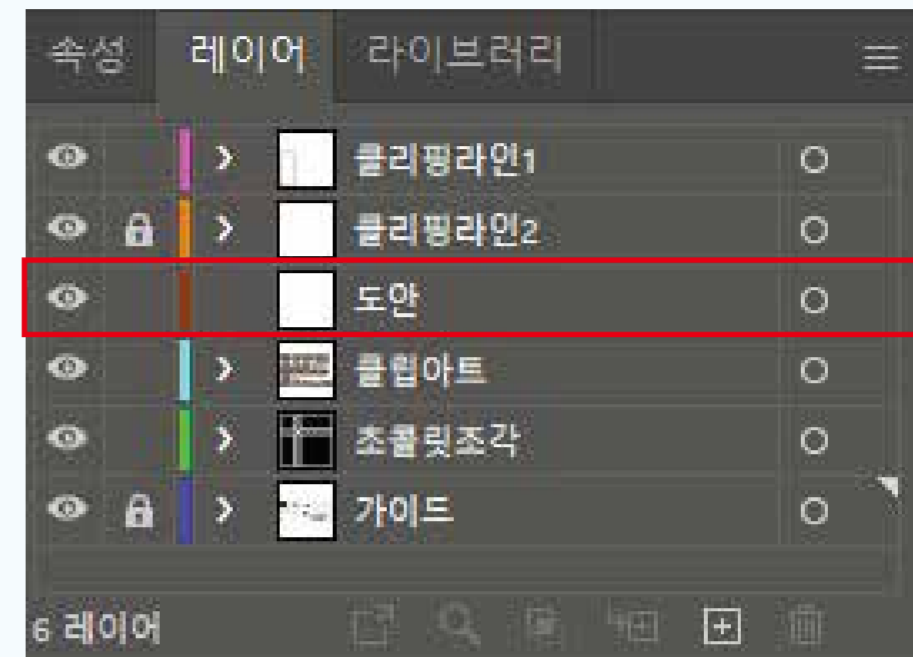 속성 레이어 라이브러리
클리핑라인1
클리핑라인2
도안
클립아트
초콜릿조각
가이드
6 레이어